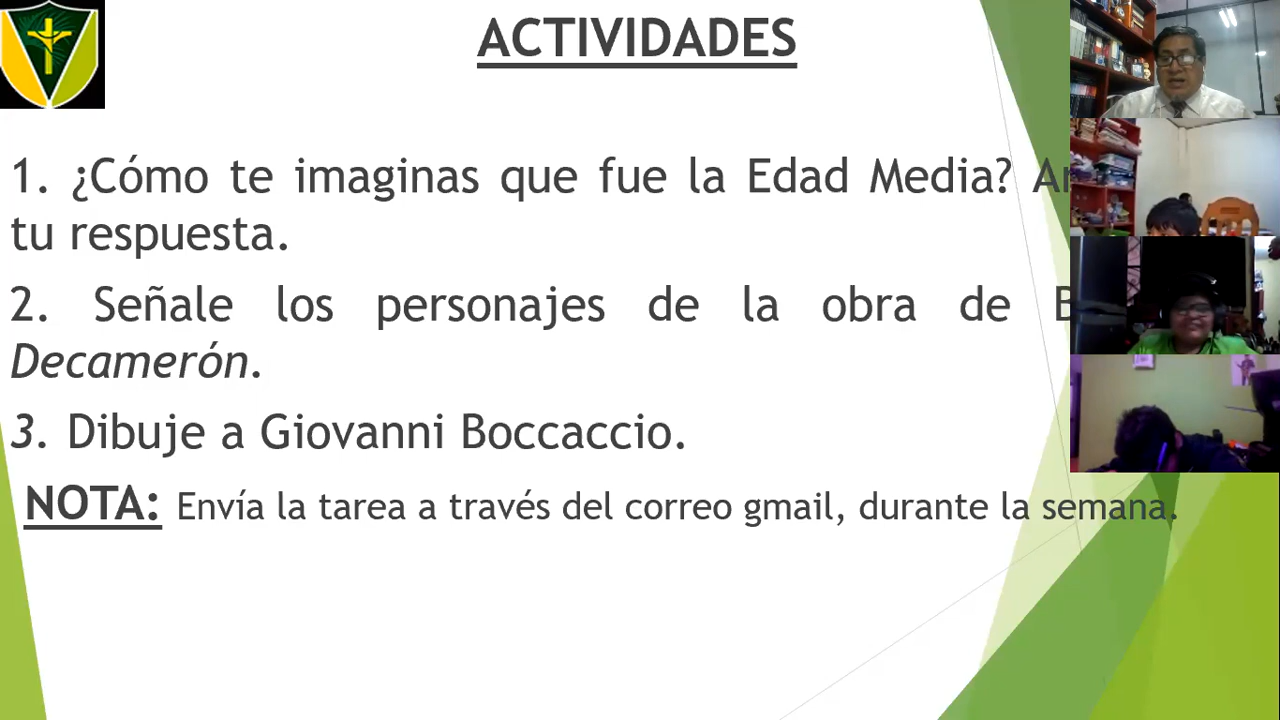 ACTIVIDADES
1. ¿Cómo te imaginas que fue la Edad Media?
tu respuesta.
2. Señale los personajes de la obra de
Decamerón.
3. Dibuje a Giovanni Boccaccio.
NOTA: Envía la tarea a través del correo gmail, durante la semana.